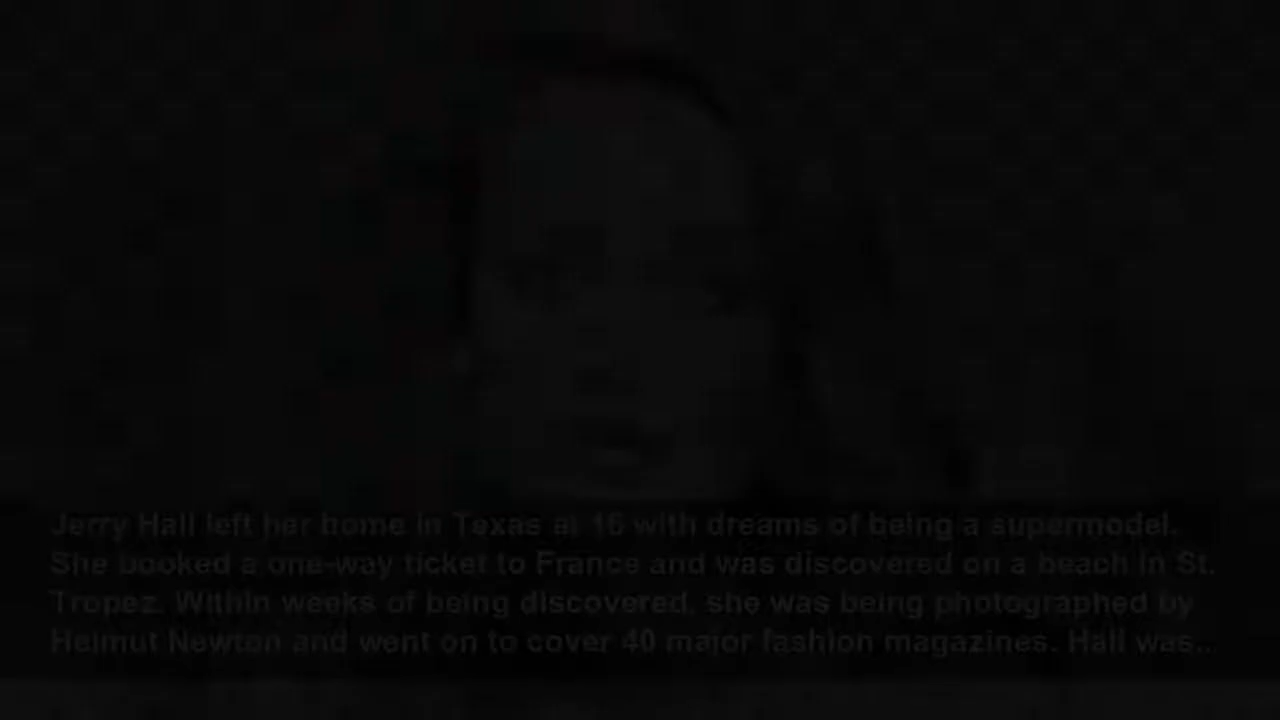 Jerry Hall left her home in Texas at 16 with dreams of being a supermodel.
She booked a one-way ticket to France and was discovered on a beach in St.
Tropez. Within weeks of being discovered, she was being photographed by
Helmut Newton and went on to cover 40 major fashion magazines. Hall was...